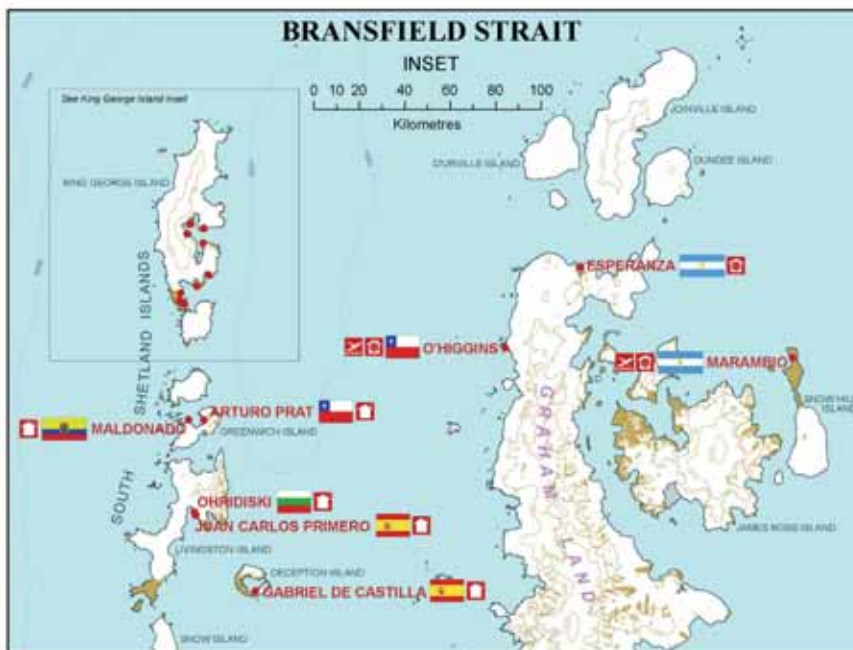 BRANSFIELD STRAIT
INSET
0 10 20 40 60 80 100
Kilometres
See King George Island inset
KING GEORGE ISLAND
JOINVILLE ISLAND
D'URVILLE ISLAND
DUNDEE ISLAND
ESPERANZA
O'HIGGINS
MARAMBIO
SNOW HILL
ISLAND
SOUTH SHETLAND ISLANDS
ARTURO PRAT
MALDONADO
GREENWICH ISLAND
GRAHAM LAND
OHRIDISKI
JUAN CARLOS PRIMERO
LIVINGSTON ISLAND
JAMES ROSS ISLAND
DECEPTION ISLAND
GABRIEL DE CASTILLA
SNOW ISLAND